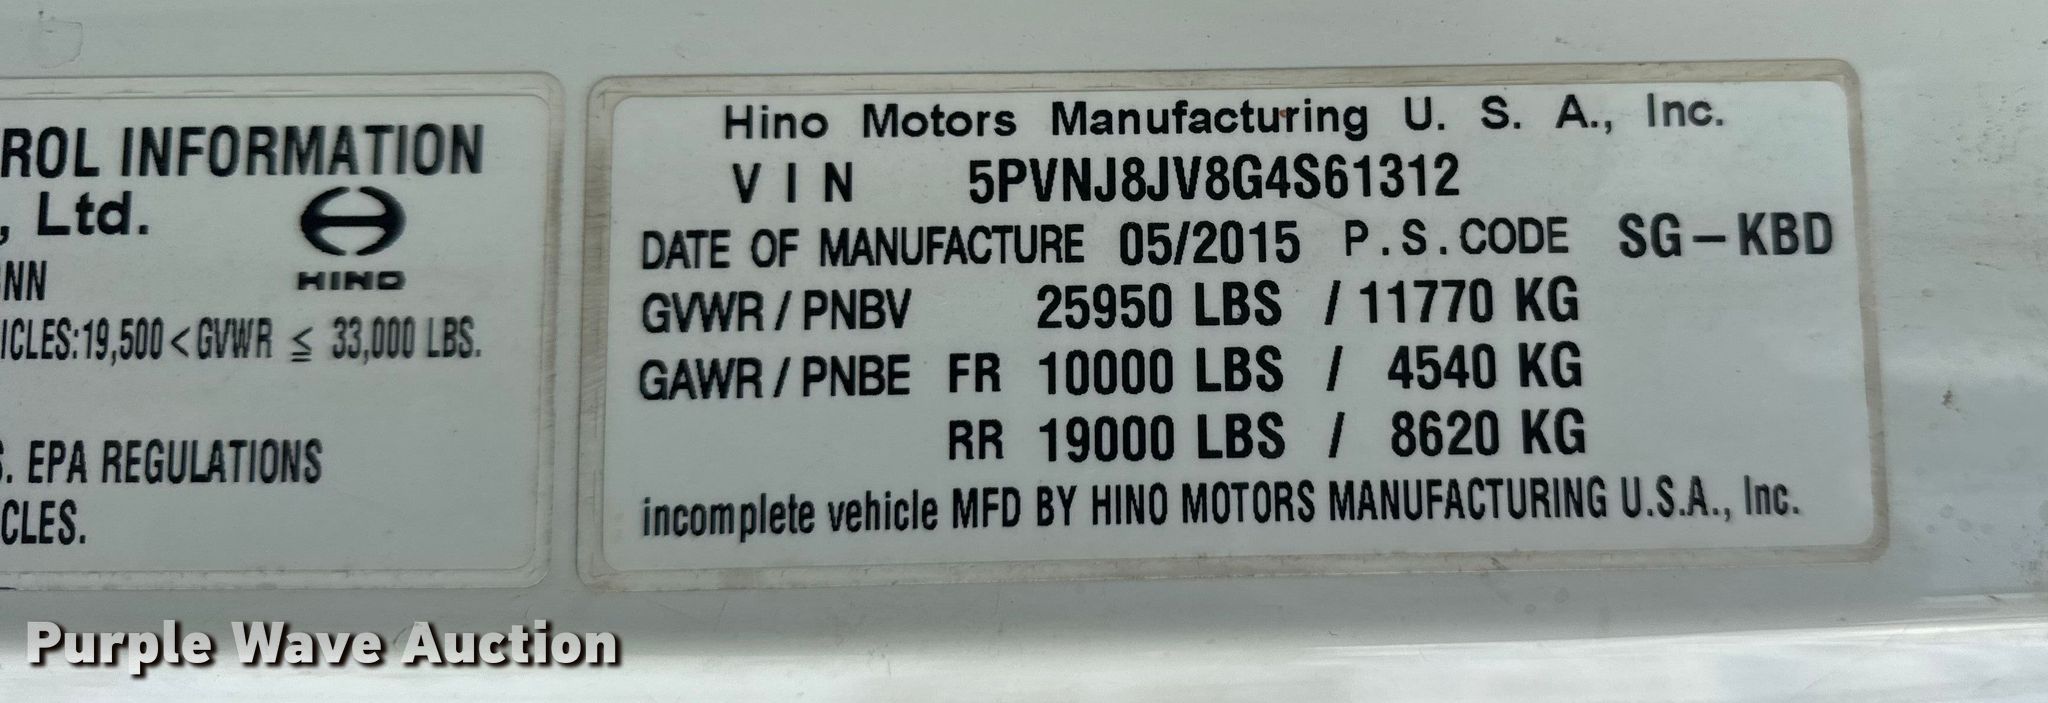 ROL INFORMATION
, Ltd.
HINO
NN
ICLES:19,500<GVWR ≦ 33,000 LBS.
. EPA REGULATIONS
CLES.
Hino Motors Manufacturing U. S. A., Inc.
VIN 5PVNJ8JV8G4S61312
DATE OF MANUFACTURE 05/2015 P.S.CODE SG-KBD
GVWR/PNBV 25950 LBS / 11770 KG
GAWR/PNBE FR 10000 LBS / 4540 KG
RR 19000 LBS / 8620 KG
incomplete vehicle MFD BY HINO MOTORS MANUFACTURING U.S.A., Inc.
Purple Wave Auction